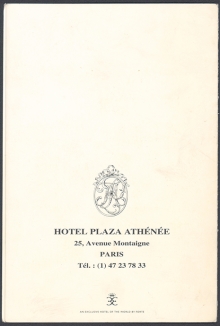 HOTEL PLAZA ATHÉNÉE
25, Avenue Montaigne
PARIS
Tél. : (1) 47 23 78 33